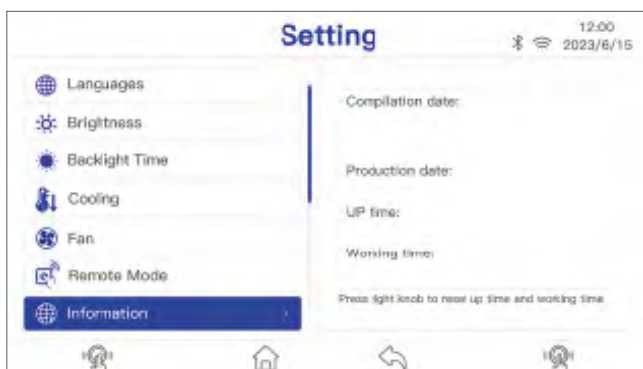 Setting
12:00
2023/6/15
Languages
Brightness
Backlight Time
Cooling
Fan
Remote Mode
Information
Compilation date:
Production date:
UP time:
Working time:
Press light knob to reset up time and working time